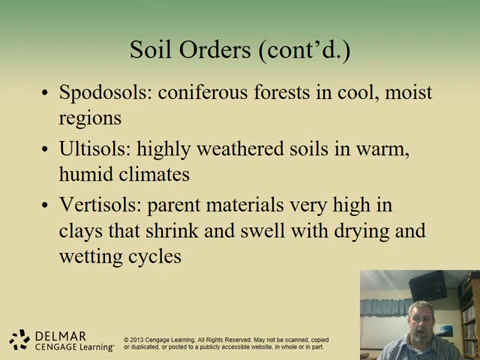 Soil Orders (cont’d.)
• Spodosols: coniferous forests in cool, moist
regions
• Ultisols: highly weathered soils in warm,
humid climates
• Vertisols: parent materials very high in
clays that shrink and swell with drying and
wetting cycles
DELMAR
CENGAGE Learning™
© 2013 Cengage Learning. All Rights Reserved. May not be scanned, copied
or duplicated, or posted to a publicly accessible website, in whole or in part.